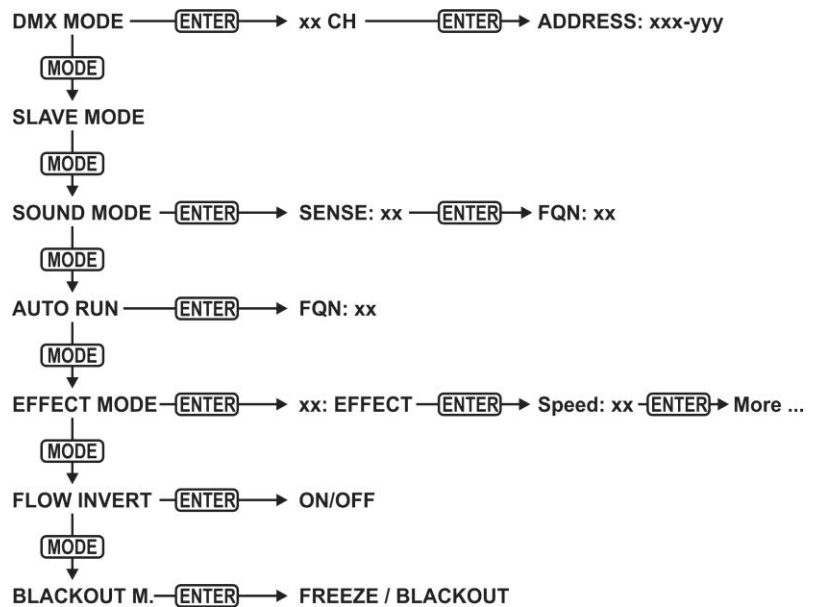 DMX MODE ENTER xx CH ENTER ADDRESS: xxx-yyy
MODE
SLAVE MODE
MODE
SOUND MODE ENTER SENSE: xx ENTER FQN: xx
MODE
AUTO RUN ENTER FQN: xx
MODE
EFFECT MODE ENTER xx: EFFECT ENTER Speed: xx ENTER More ...
MODE
FLOW INVERT ENTER ON/OFF
MODE
BLACKOUT M. ENTER FREEZE / BLACKOUT